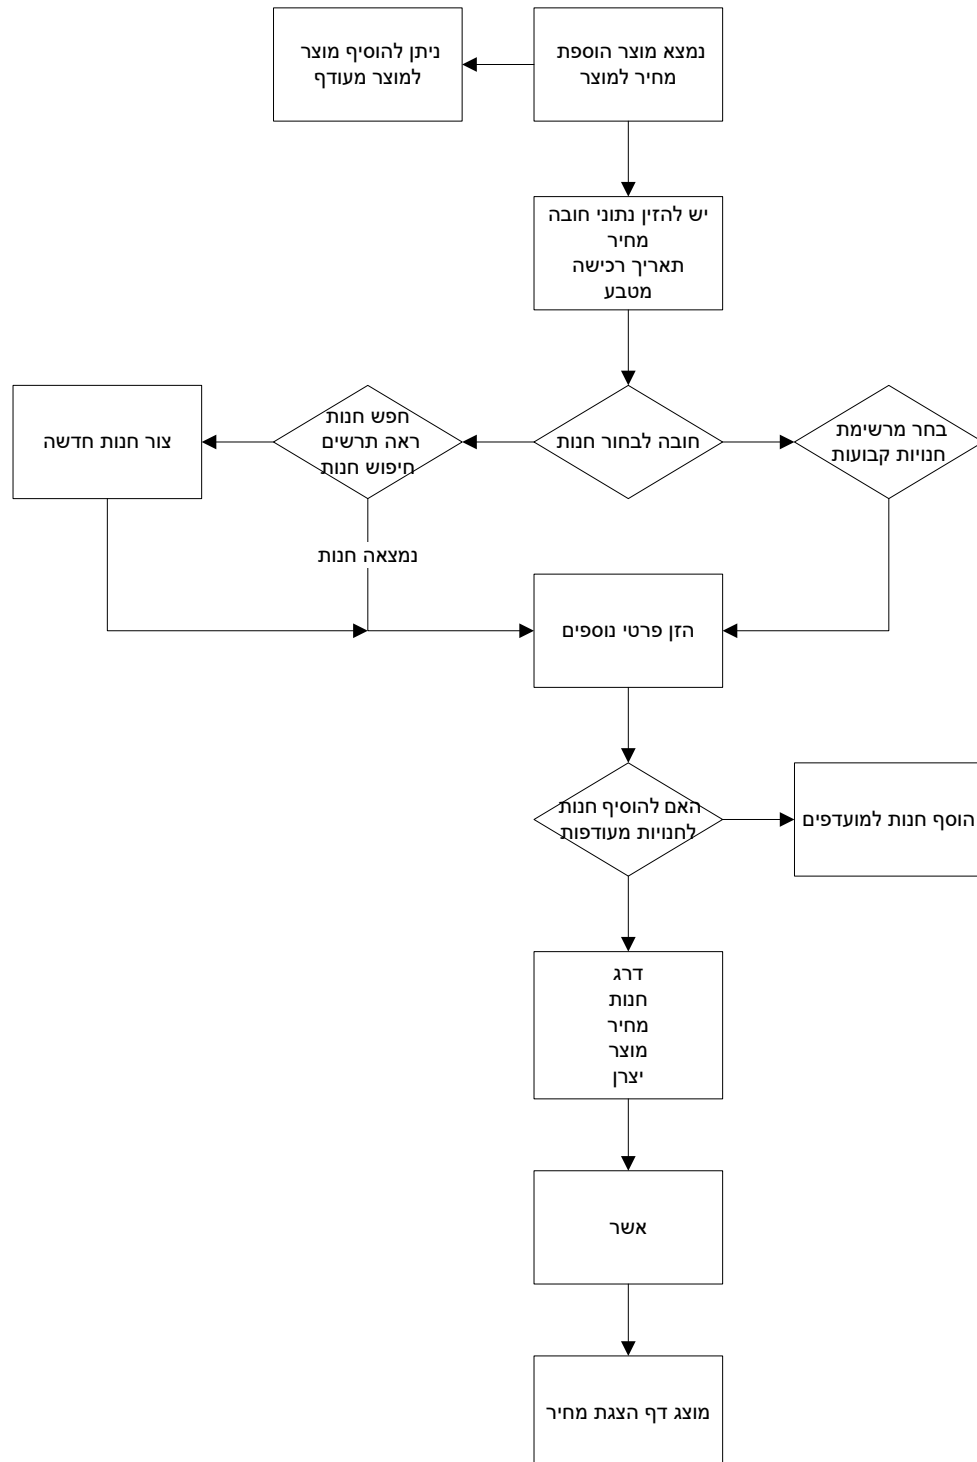 נמצא מוצר הוספת
מחיר למוצר
ניתן להוסיף מוצר
למוצר מעודף
יש להזין נתוני חובה
מחיר
תאריך רכישה
מטבע
בחר מרשימת
חנויות קבועות
חובה לבחור חנות
חפש חנות
ראה תרשים
חיפוש חנות
צור חנות חדשה
נמצאה חנות
הזן פרטי נוספים
האם להוסיף חנות
לחנויות מעודפות
הוסף חנות למועדפים
דרג
חנות
מחיר
מוצר
יצרן
אשר
מוצג דף הצגת מחיר